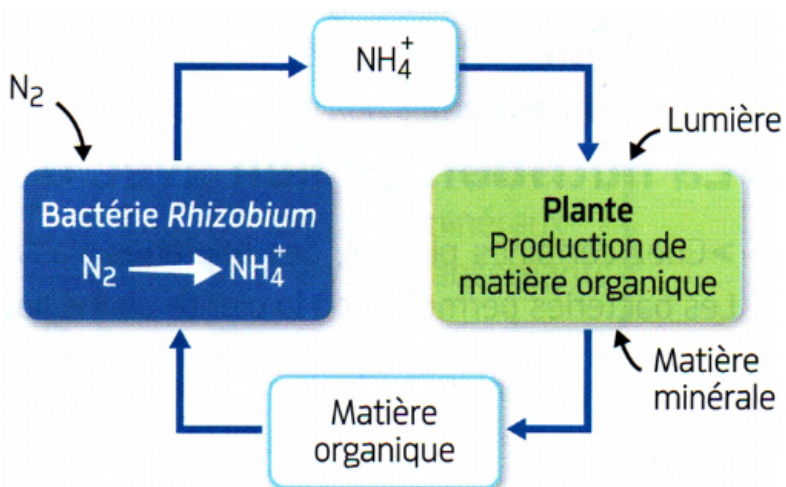 NH₄⁺
N₂
Lumière
Bactérie Rhizobium
N₂ → NH₄⁺
Plante
Production de
matière organique
Matière
minérale
Matière
organique